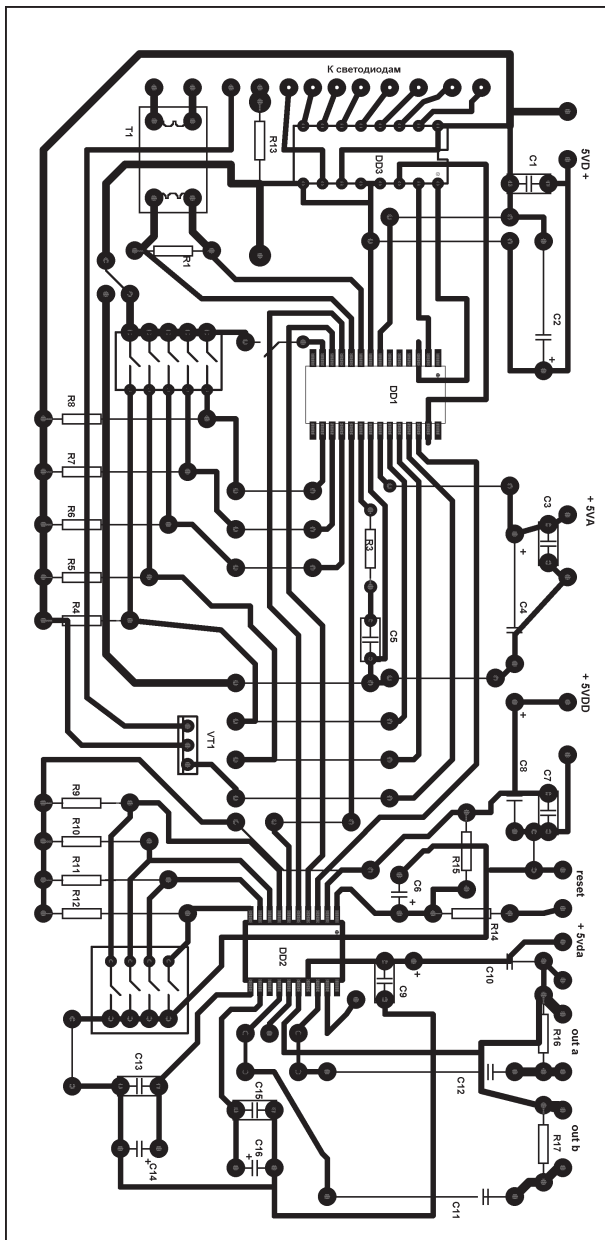 К светодиодам
T1
R13
DD3
5VD +
C1
R1
C2
+
DD1
R8
R7
R6
R5
R4
R3
C5
+ 5VA
C3
+
C4
VT1
+ 5VDD
+
C8
C7
R9
R10
R11
R12
R15
C6
+
R14
reset
DD2
+ 5vda
C9
+
C10
out a
R16
C12
C13
C14
+
C15
C16
+
out b
R17
C11